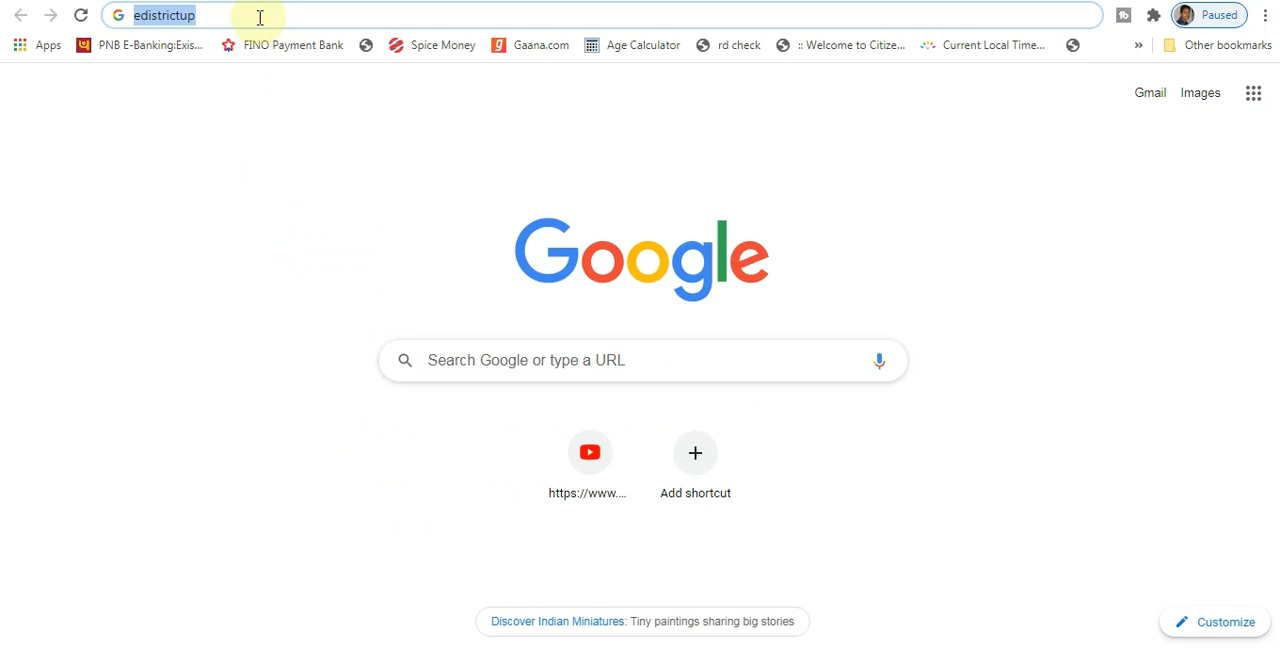 edistrictup
Paused
Apps PNB E-Banking:Exis... FINO Payment Bank Spice Money Gaana.com Age Calculator rd check :: Welcome to Citize... Current Local Time... » Other bookmarks
Gmail Images
Google
Search Google or type a URL
https://www.... Add shortcut
Discover Indian Miniatures: Tiny paintings sharing big stories
Customize